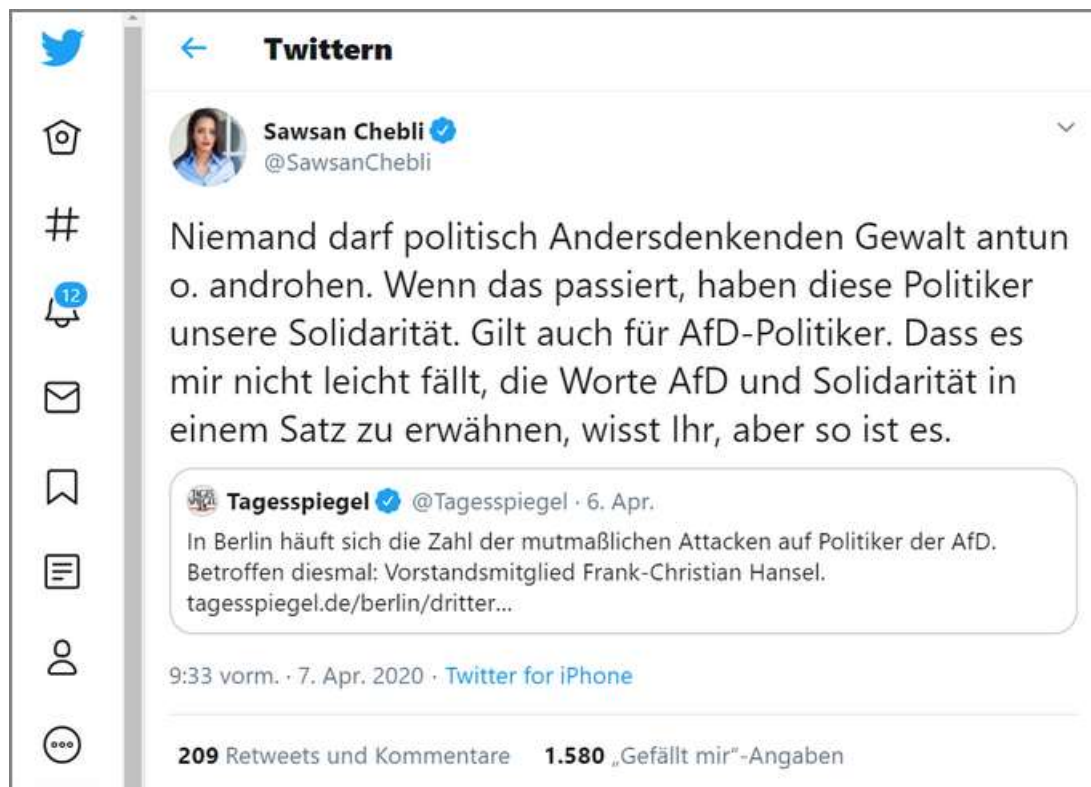 Twittern
Sawsan Chebli
@SawsanChebli
12
Niemand darf politisch Andersdenkenden Gewalt antun
o. androhen. Wenn das passiert, haben diese Politiker
unsere Solidarität. Gilt auch für AfD-Politiker. Dass es
mir nicht leicht fällt, die Worte AfD und Solidarität in
einem Satz zu erwähnen, wisst Ihr, aber so ist es.
Tagesspiegel @Tagesspiegel · 6. Apr.
In Berlin häuft sich die Zahl der mutmaßlichen Attacken auf Politiker der AfD.
Betroffen diesmal: Vorstandsmitglied Frank-Christian Hansel.
tagesspiegel.de/berlin/dritter...
9:33 vorm. · 7. Apr. 2020 · Twitter for iPhone
209 Retweets und Kommentare 1.580 „Gefällt mir“-Angaben